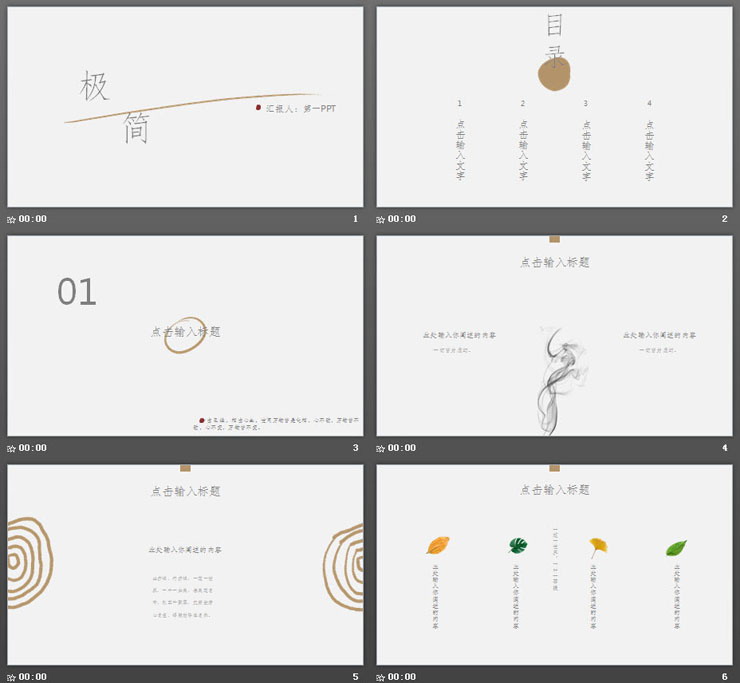 极
简
汇报人：第一PPT
00:00
1
目
录
1
2
3
4
点击输入文字
点击输入文字
点击输入文字
点击输入文字
00:00
2
01
点击输入标题
00:00
3
点击输入标题
此处输入你阐述的内容
此处输入你阐述的内容
00:00
4
点击输入标题
此处输入你阐述的内容
00:00
5
点击输入标题
此处输入你阐述的内容
此处输入你阐述的内容
此处输入你阐述的内容
此处输入你阐述的内容
00:00
6